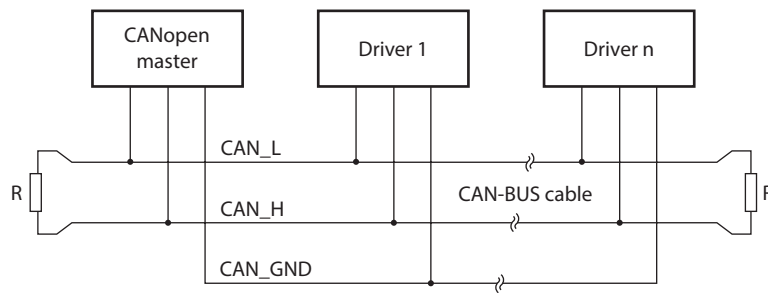 CANopen
master
Driver 1
Driver n
CAN_L
R
CAN-BUS cable
R
CAN_H
CAN_GND